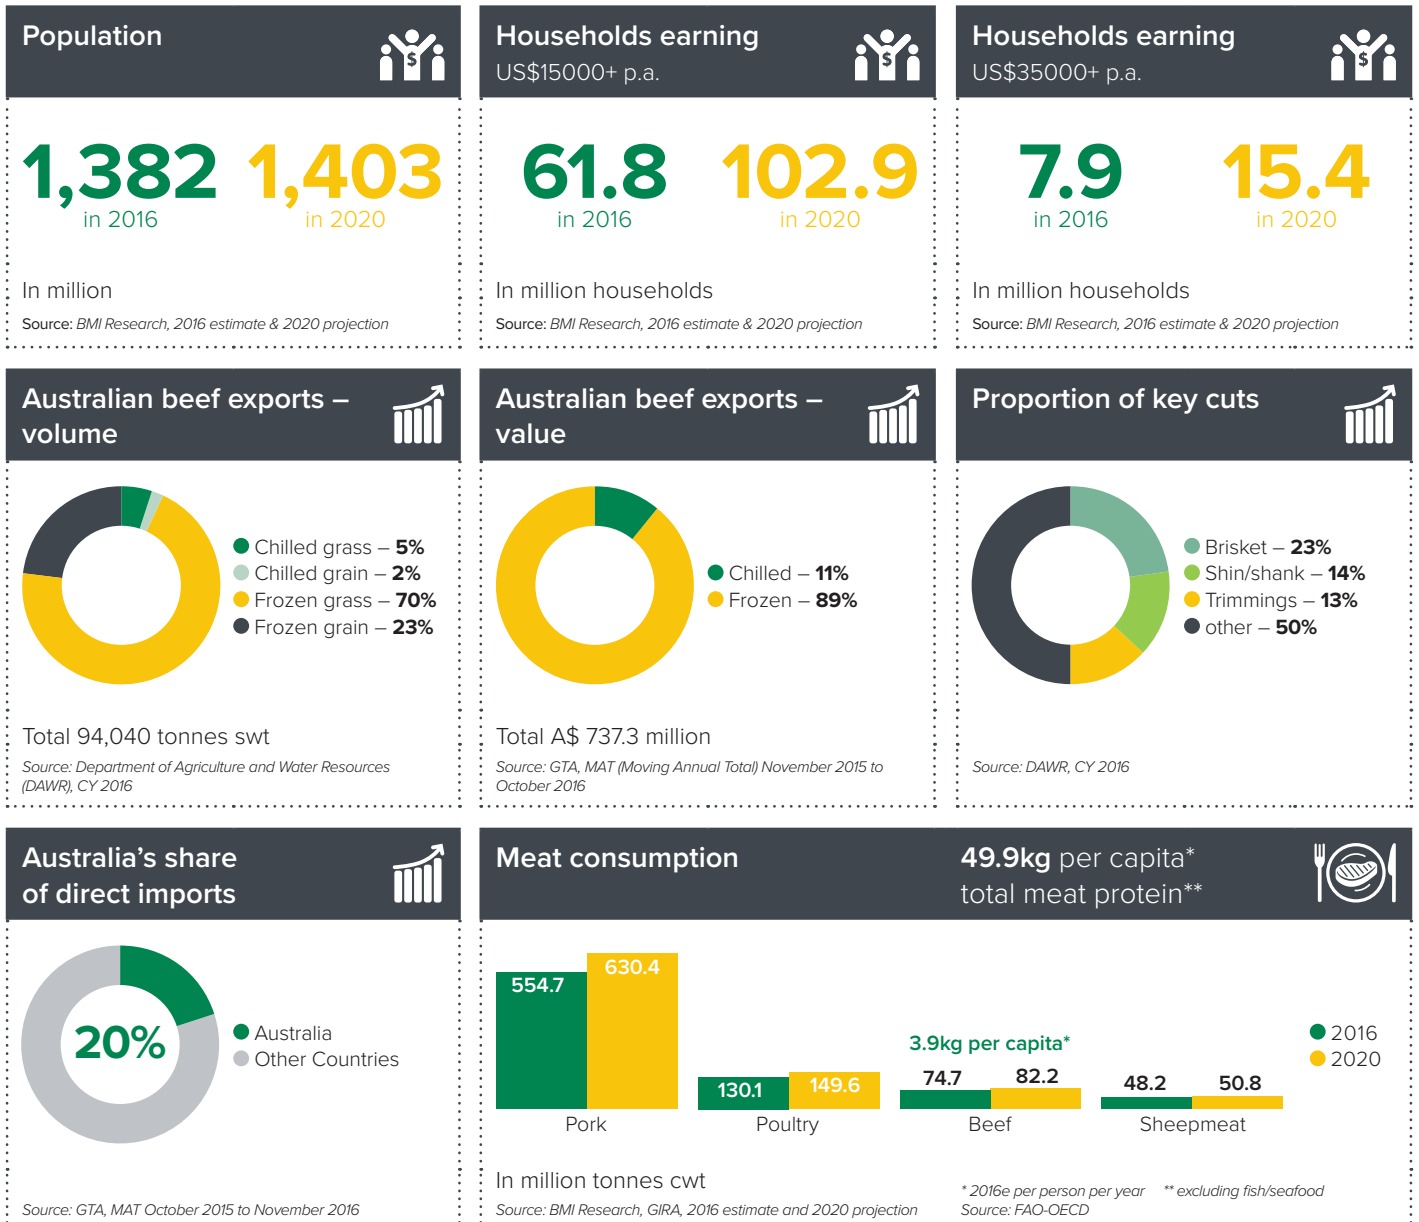 Population
$
1,382
in 2016
1,403
in 2020
In million
Source: BMI Research, 2016 estimate & 2020 projection
Households earning
US$15000+ p.a.
$
61.8
in 2016
102.9
in 2020
In million households
Source: BMI Research, 2016 estimate & 2020 projection
Households earning
US$35000+ p.a.
$
7.9
in 2016
15.4
in 2020
In million households
Source: BMI Research, 2016 estimate & 2020 projection
Australian beef exports –
volume
Chilled grass – 5%
Chilled grain – 2%
Frozen grass – 70%
Frozen grain – 23%
Total 94,040 tonnes swt
Source: Department of Agriculture and Water Resources
(DAWR), CY 2016
Australian beef exports –
value
Chilled – 11%
Frozen – 89%
Total A$ 737.3 million
Source: GTA, MAT (Moving Annual Total) November 2015 to
October 2016
Proportion of key cuts
Brisket – 23%
Shin/shank – 14%
Trimmings – 13%
other – 50%
Source: DAWR, CY 2016
Australia’s share
of direct imports
20%
Australia
Other Countries
Source: GTA, MAT October 2015 to November 2016
Meat consumption
49.9kg per capita*
total meat protein**
554.7
630.4
Pork
130.1
149.6
Poultry
3.9kg per capita*
74.7
82.2
Beef
48.2
50.8
Sheepmeat
2016
2020
In million tonnes cwt
Source: BMI Research, GIRA, 2016 estimate and 2020 projection
* 2016e per person per year ** excluding fish/seafood
Source: FAO-OECD